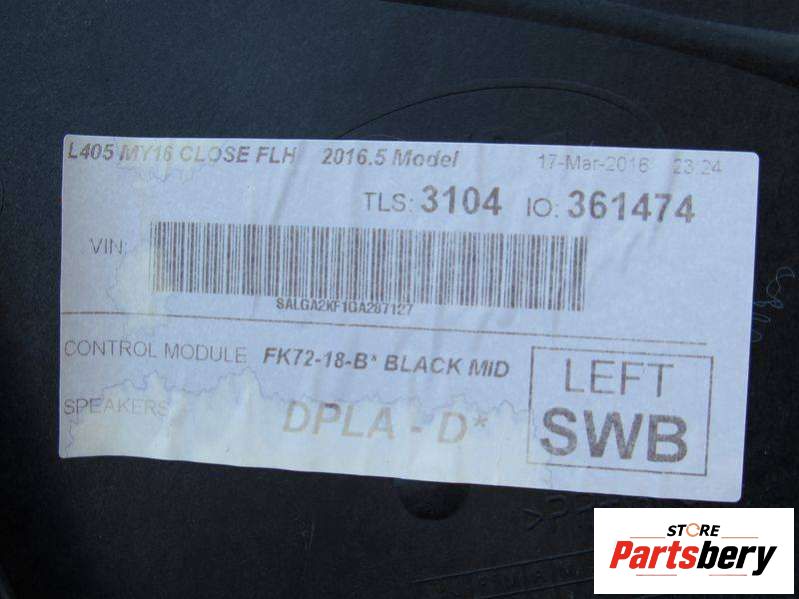 L405 MY16 CLOSE FLH 2016.5 Model 17-Mar-2016 23:24
TLS: 3104 IO: 361474
VIN:
SALGA2KF1GA287127
CONTROL MODULE FK72-18-B* BLACK MID
SPEAKERS DPLA - D*
LEFT
SWB
STORE
Partsbery